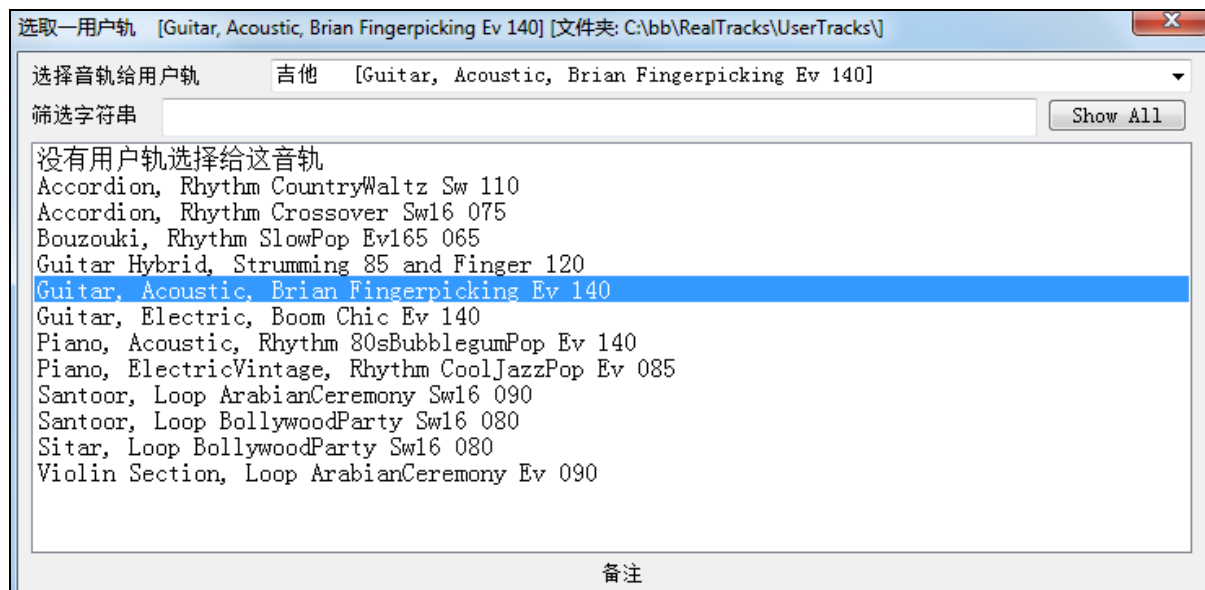 选取一用户轨 [Guitar, Acoustic, Brian Fingerpicking Ev 140] [文件夹: C:\bb\RealTracks\UserTracks\]
选择音轨给用户轨 吉他 [Guitar, Acoustic, Brian Fingerpicking Ev 140]
筛选字符串 Show All
没有用户轨选择给这音轨
Accordion, Rhythm CountryWaltz Sw 110
Accordion, Rhythm Crossover Sw16 075
Bouzouki, Rhythm SlowPop Ev165 065
Guitar Hybrid, Strumming 85 and Finger 120
Guitar, Acoustic, Brian Fingerpicking Ev 140
Guitar, Electric, Boom Chic Ev 140
Piano, Acoustic, Rhythm 80sBubblegumPop Ev 140
Piano, ElectricVintage, Rhythm CoolJazzPop Ev 085
Santoor, Loop ArabianCeremony Sw16 090
Santoor, Loop BollywoodParty Sw16 080
Sitar, Loop BollywoodParty Sw16 080
Violin Section, Loop ArabianCeremony Ev 090
备注